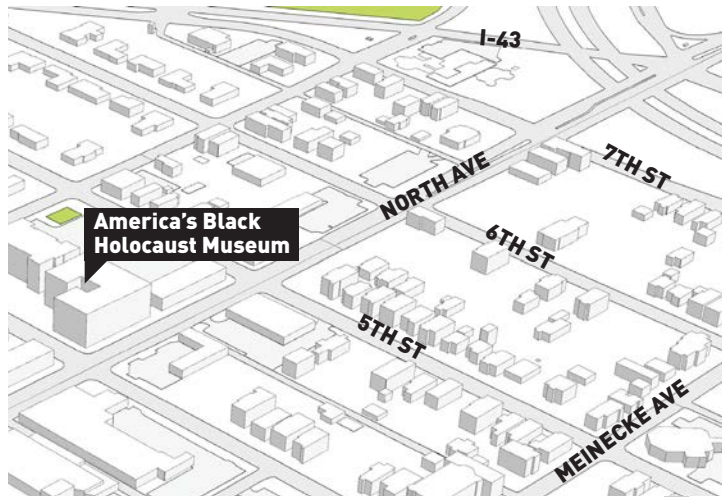 I-43
7TH ST
NORTH AVE
America's Black
Holocaust Museum
6TH ST
5TH ST
MEINECKE AVE